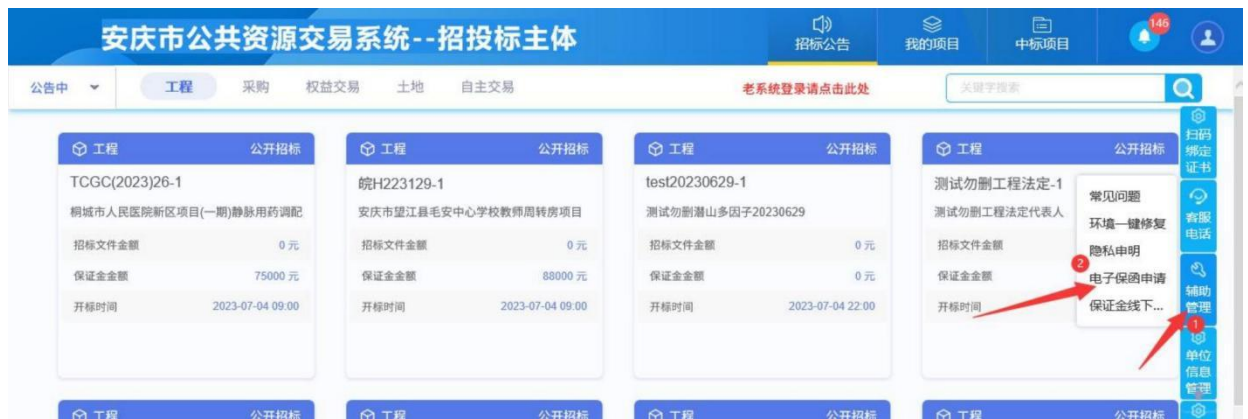 安庆市公共资源交易系统--招投标主体
招标公告
我的项目
中标项目
146
公告中
工程
采购
权益交易
土地
自主交易
老系统登录请点击此处
关键字搜索
工程 公开招标
TCGC(2023)26-1
桐城市人民医院新区项目(一期)静脉用药调配
招标文件金额 0 元
保证金金额 75000 元
开标时间 2023-07-04 09:00
工程 公开招标
皖H223129-1
安庆市望江县毛安中心学校教师周转房项目
招标文件金额 0 元
保证金金额 88000 元
开标时间 2023-07-04 09:00
工程 公开招标
test20230629-1
测试勿删潜山多因子20230629
招标文件金额 0 元
保证金金额 0 元
开标时间 2023-07-04 22:00
工程 公开招标
测试勿删工程法定-1
测试勿删工程法定代表人
招标文件金额
保证金金额
开标时间
常见问题
环境一键修复
隐私申明
2
电子保函申请
保证金线下...
扫码
绑定
证书
客服
电话
辅助
管理
1
单位
信息
管理
工程 公开招标
工程 公开招标
工程 公开招标
工程 公开招标